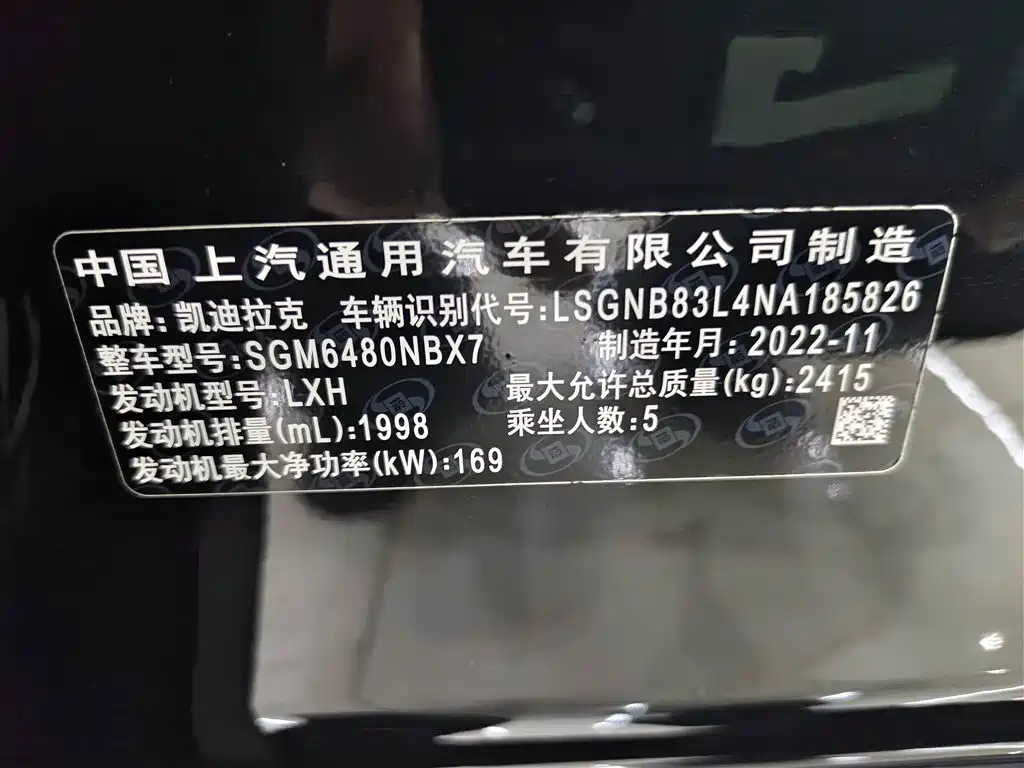 中国 上汽通用汽车有限公司制造
品牌: 凯迪拉克 车辆识别代号:LSGNB83L4NA185826
整车型号:SGM6480NBX7 制造年月: 2022-11
发动机型号:LXH 最大允许总质量(kg):2415
发动机排量(mL):1998 乘坐人数:5
发动机最大净功率(kW):169